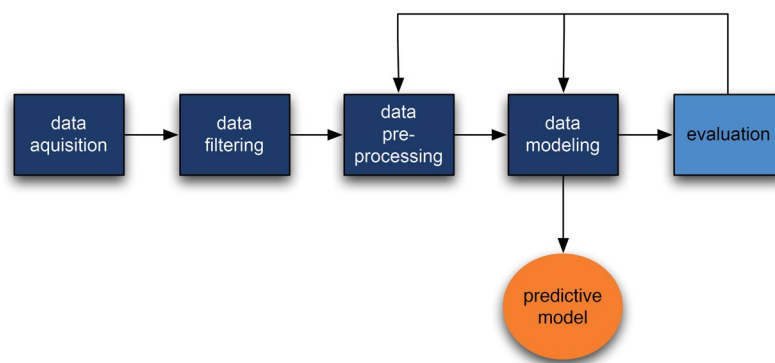 data
aquisition
data
filtering
data
pre-
processing
data
modeling
evaluation
predictive
model